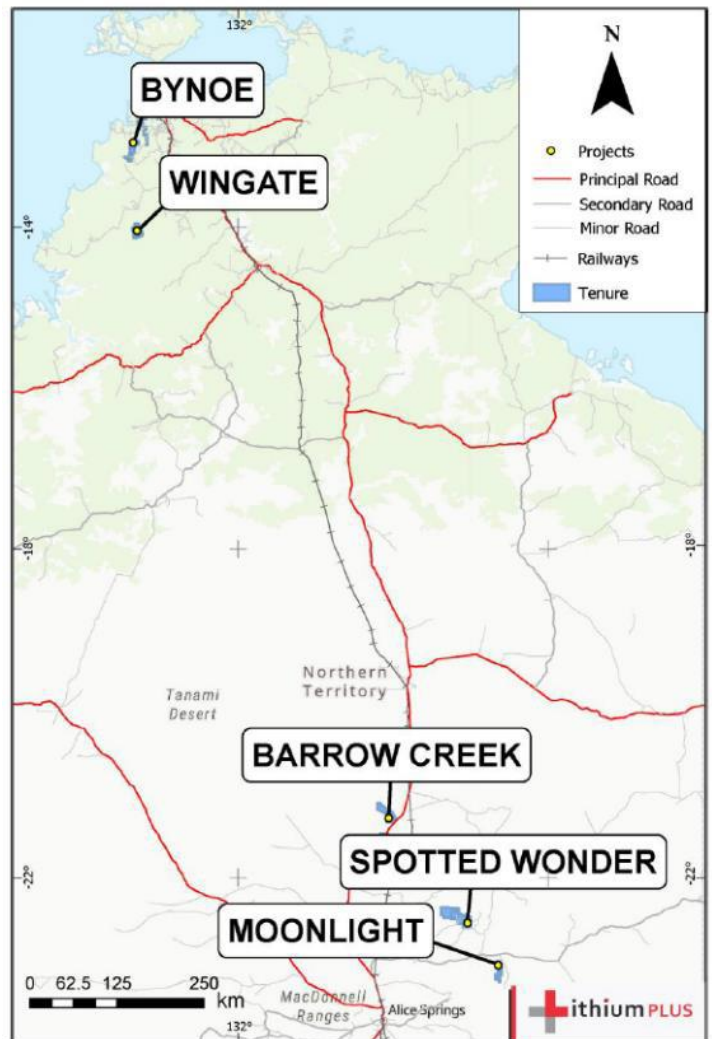 132°
BYNOE
WINGATE
N
Projects
Principal Road
Secondary Road
Minor Road
Railways
Tenure
-14°
-18°
-18°
Northern
Territory
Tanami
Desert
BARROW CREEK
-22°
-22°
SPOTTED WONDER
MOONLIGHT
0 62.5 125 250
km
MacDonnell
Ranges
Alice Springs
132°
Lithium PLUS